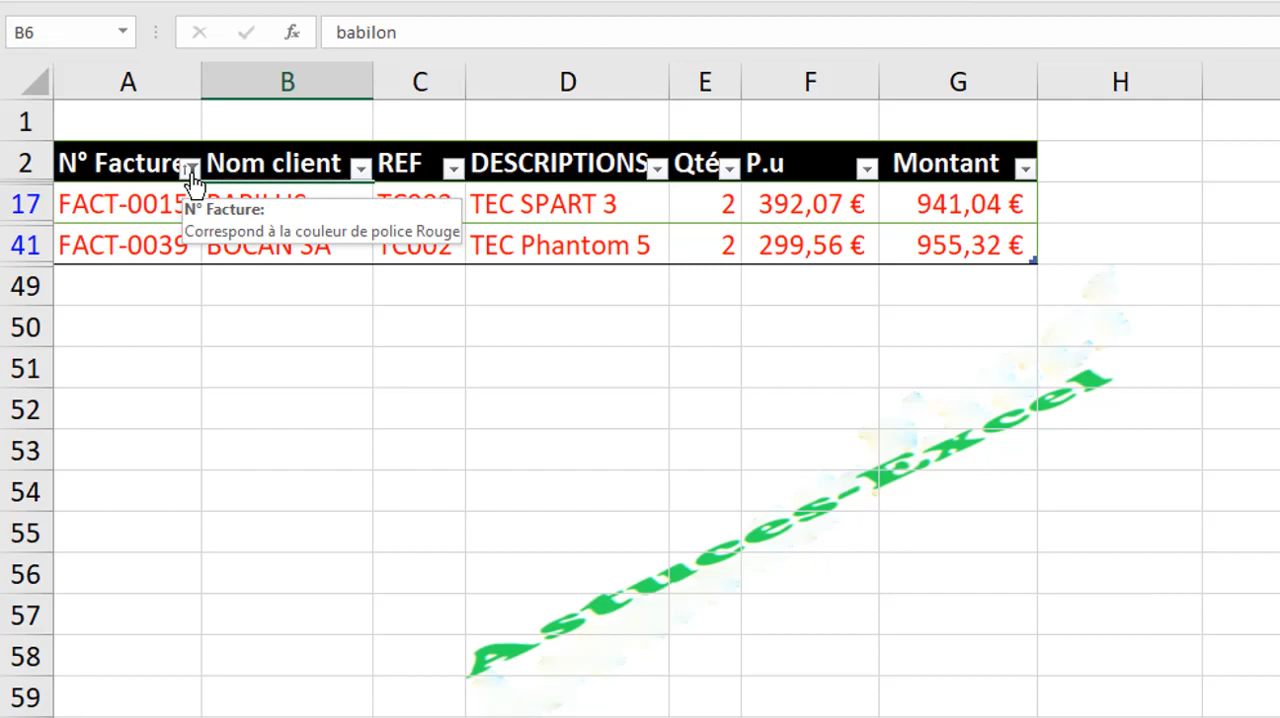 B6 fx babilon
A B C D E F G H
1
2 N° Facture Nom client REF DESCRIPTIONS Qté P.u Montant
17 FACT-0015 TEC SPART 3 2 392,07 € 941,04 €
N° Facture:
Correspond à la couleur de police Rouge
41 FACT-0039 BOCAN SA TC002 TEC Phantom 5 2 299,56 € 955,32 €
49
50
51
52
53
54
55
56
57
58
59
Astuces-Excel